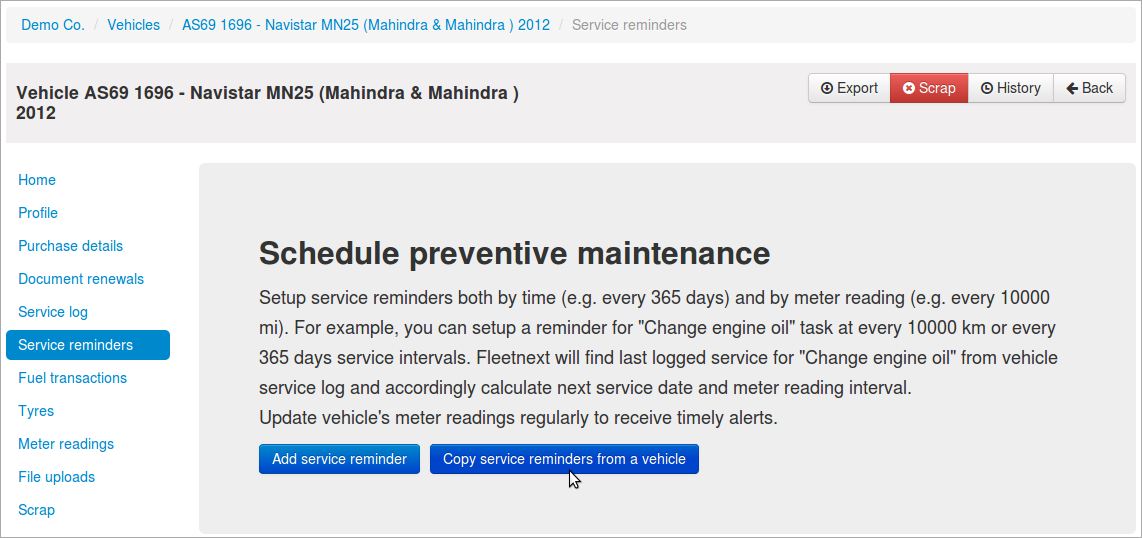 Demo Co. / Vehicles / AS69 1696 - Navistar MN25 (Mahindra & Mahindra ) 2012 / Service reminders
Vehicle AS69 1696 - Navistar MN25 (Mahindra & Mahindra )
2012
Export Scrap History Back
Home
Profile
Purchase details
Document renewals
Service log
Service reminders
Fuel transactions
Tyres
Meter readings
File uploads
Scrap
Schedule preventive maintenance
Setup service reminders both by time (e.g. every 365 days) and by meter reading (e.g. every 10000
mi). For example, you can setup a reminder for "Change engine oil" task at every 10000 km or every
365 days service intervals. Fleetnext will find last logged service for "Change engine oil" from vehicle
service log and accordingly calculate next service date and meter reading interval.
Update vehicle's meter readings regularly to receive timely alerts.
Add service reminder Copy service reminders from a vehicle